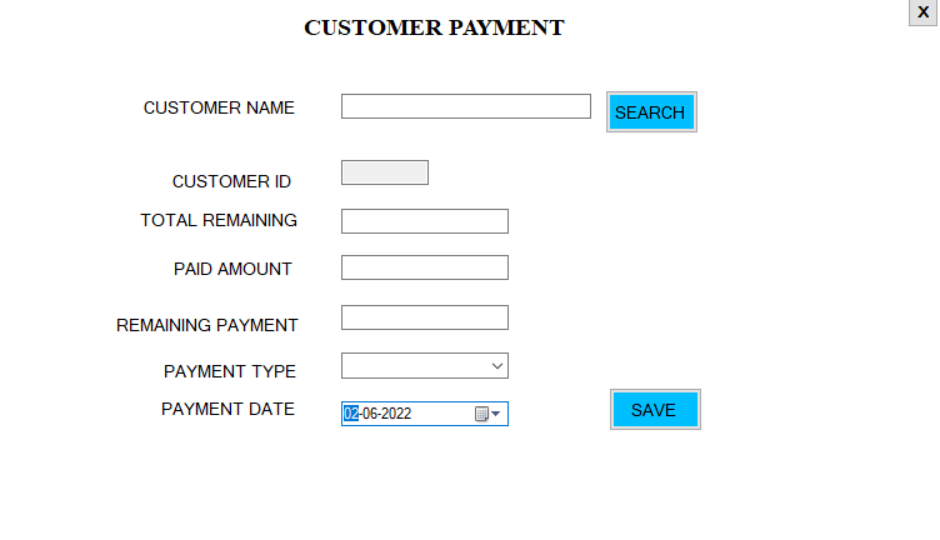 X
CUSTOMER PAYMENT
CUSTOMER NAME
SEARCH
CUSTOMER ID
TOTAL REMAINING
PAID AMOUNT
REMAINING PAYMENT
PAYMENT TYPE
PAYMENT DATE 02-06-2022
SAVE